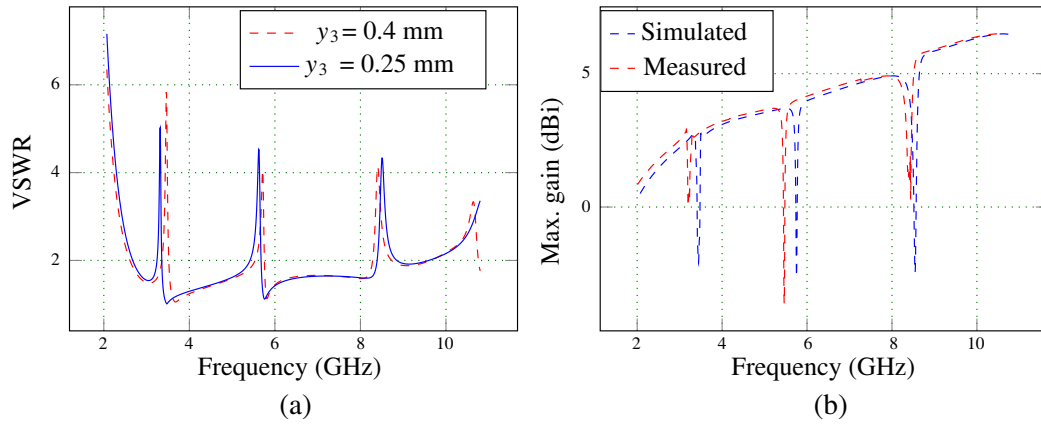 y3 = 0.4 mm
y3 = 0.25 mm
6
4
2
VSWR
2
4
6
8
10
Frequency (GHz)
(a)
Simulated
Measured
5
0
Max. gain (dBi)
2
4
6
8
10
Frequency (GHz)
(b)